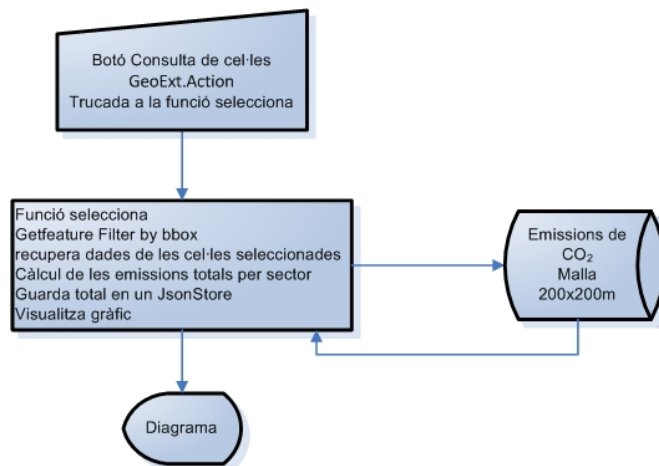 Botó Consulta de cel·les
GeoExt.Action
Trucada a la funció selecciona
Funció selecciona
Getfeature Filter by bbox
recupera dades de les cel·les seleccionades
Càlcul de les emissions totals per sector
Guarda total en un JsonStore
Visualitza gràfic
Emissions de
CO₂
Malla
200x200m
Diagrama